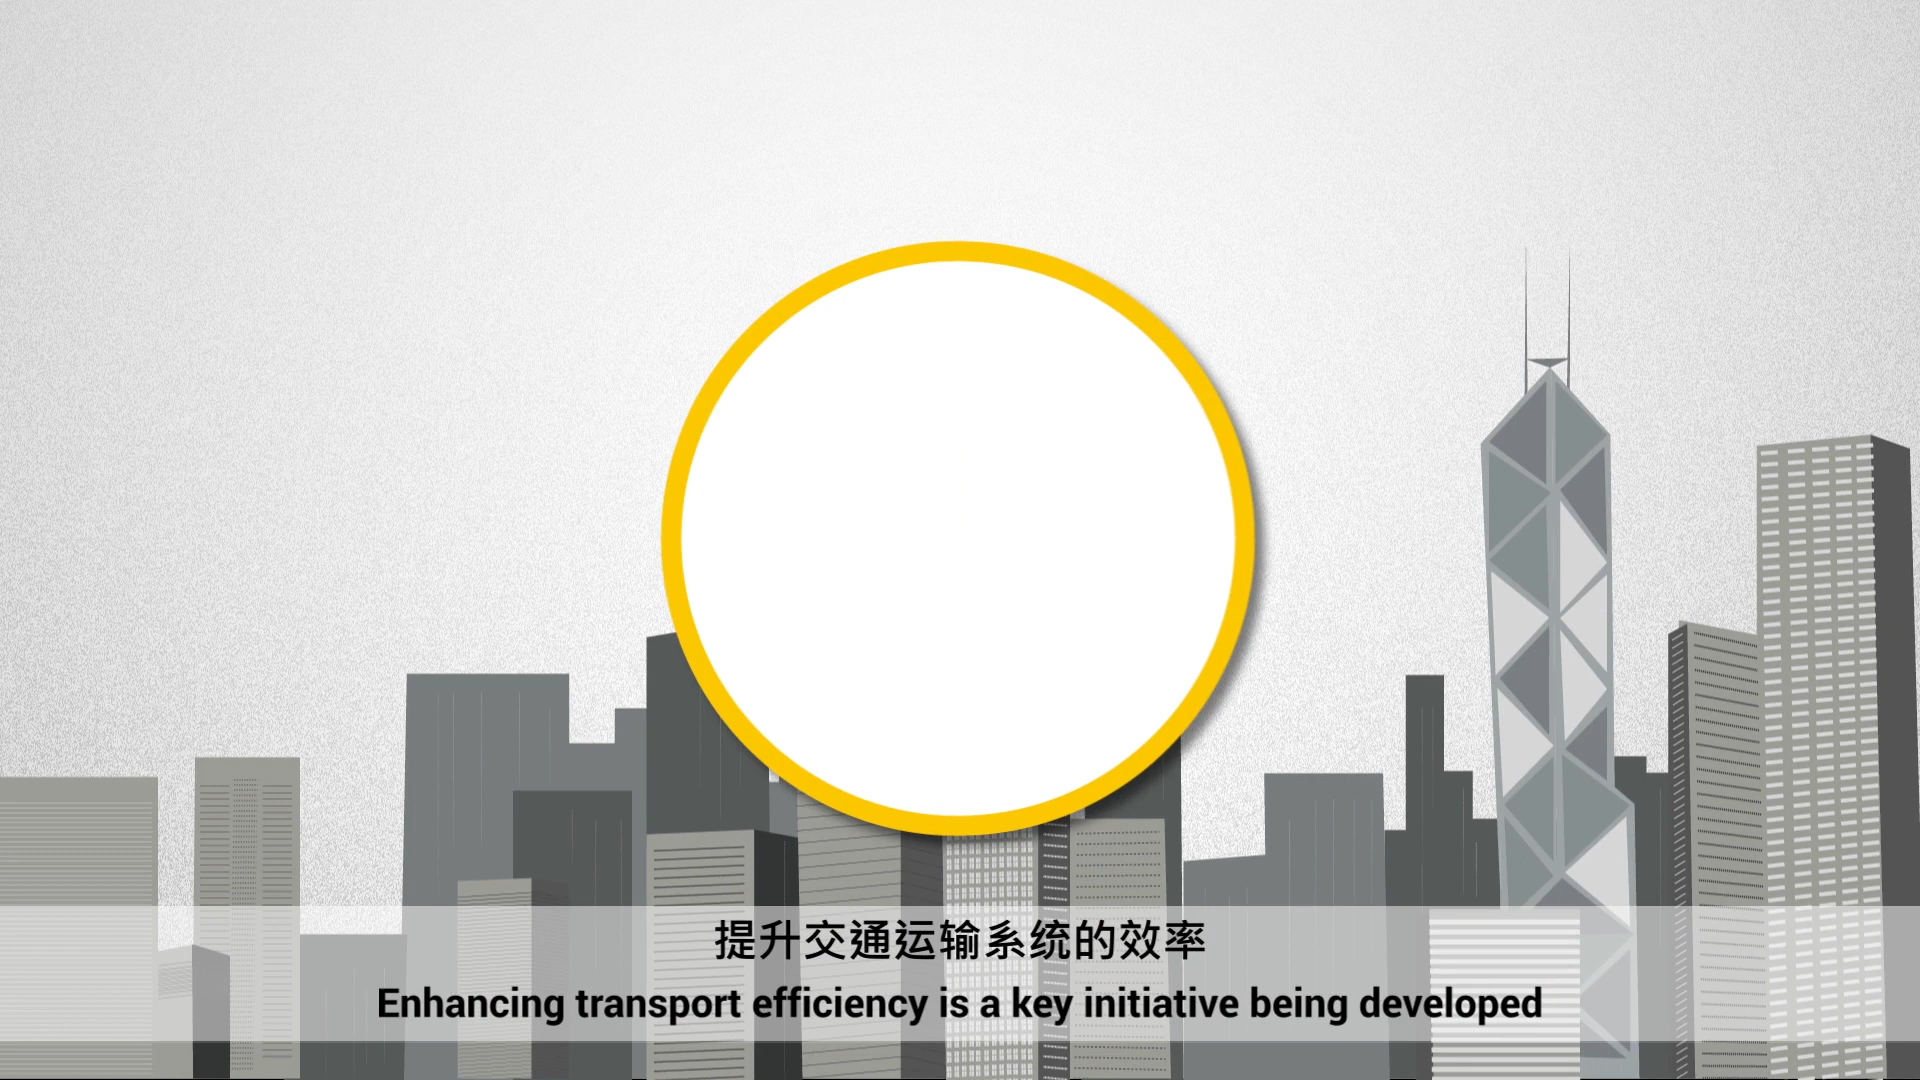 提升交通运输系统的效率
Enhancing transport efficiency is a key initiative being developed